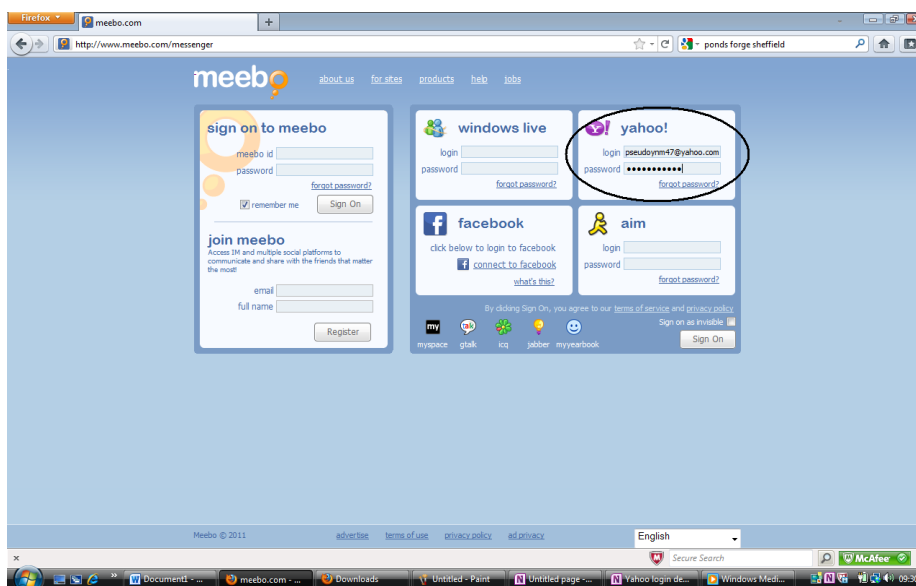 Firefox
meebo.com
http://www.meebo.com/messenger
ponds forge sheffield
meebo
about us for sites products help jobs
sign on to meebo
meebo id
password
forgot password?
remember me Sign On
join meebo
Access IM and multiple social platforms to
communicate and share with the friends that matter
the most!
email
full name
Register
windows live
login
password
forgot password?
yahoo!
login pseudoynm47@yahoo.com
password
forgot password?
facebook
click below to login to facebook
connect to facebook
what's this?
aim
login
password
forgot password?
By clicking Sign On, you agree to our terms of service and privacy policy
Sign on as invisible
my talk
myspace gtalk icq jabber myyearbook
Sign On
Meebo © 2011 advertise terms of use privacy policy ad privacy English
Secure Search McAfee
Document1 - ... meebo.com - ... Downloads Untitled - Paint Untitled page -... Yahoo login de... Windows Medi...